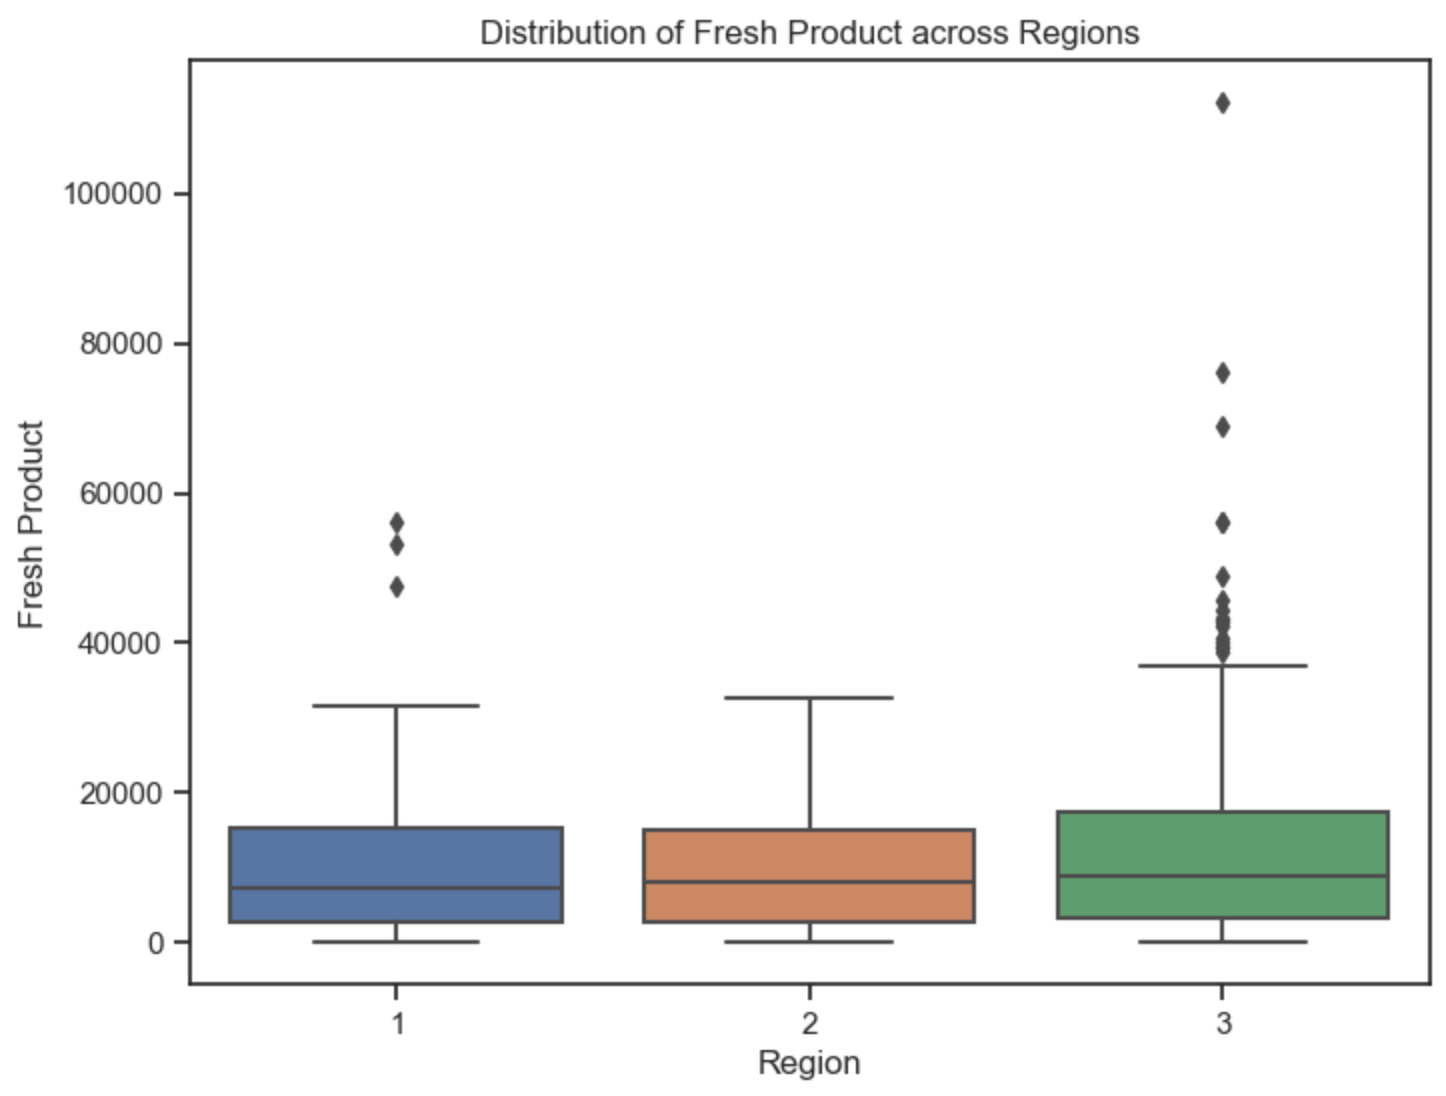 Distribution of Fresh Product across Regions
100000
80000
60000
40000
20000
0
Fresh Product
1 2 3
Region